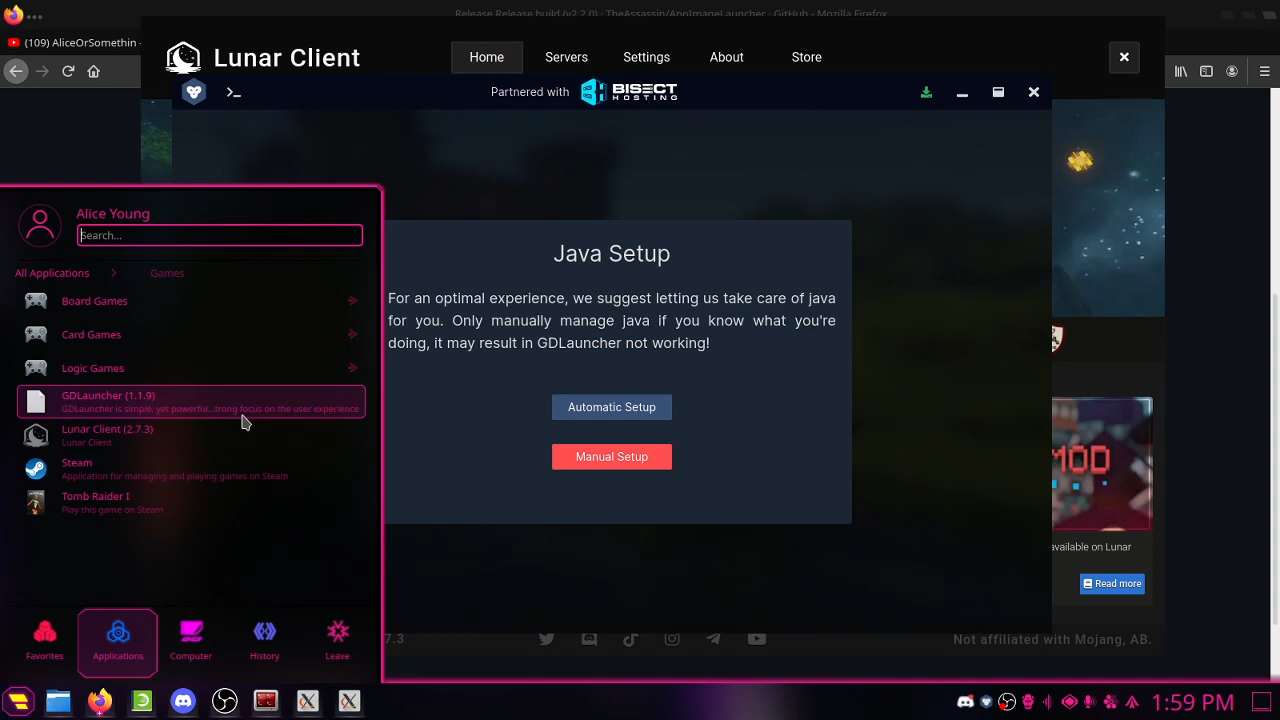 Release Release build (v2.2.0) · TheAssassin/AppImageLauncher · GitHub - Mozilla Firefox
(109) AliceOrSomethin
Lunar Client
Home
Servers
Settings
About
Store
>_
Partnered with
BISECT
HOSTING
Alice Young
Search...
All Applications
Games
Board Games
Card Games
Logic Games
GDLauncher (1.1.9)
GDLauncher is simple, yet powerful...trong focus on the user experience
Lunar Client (2.7.3)
Lunar Client
Steam
Application for managing and playing games on Steam
Tomb Raider I
Play this game on Steam
Java Setup
For an optimal experience, we suggest letting us take care of java
for you. Only manually manage java if you know what you're
doing, it may result in GDLauncher not working!
Automatic Setup
Manual Setup
MOD
available on Lunar
Read more
7.3
Not affiliated with Mojang, AB.
Favorites
Applications
Computer
History
Leave
1:59 PM